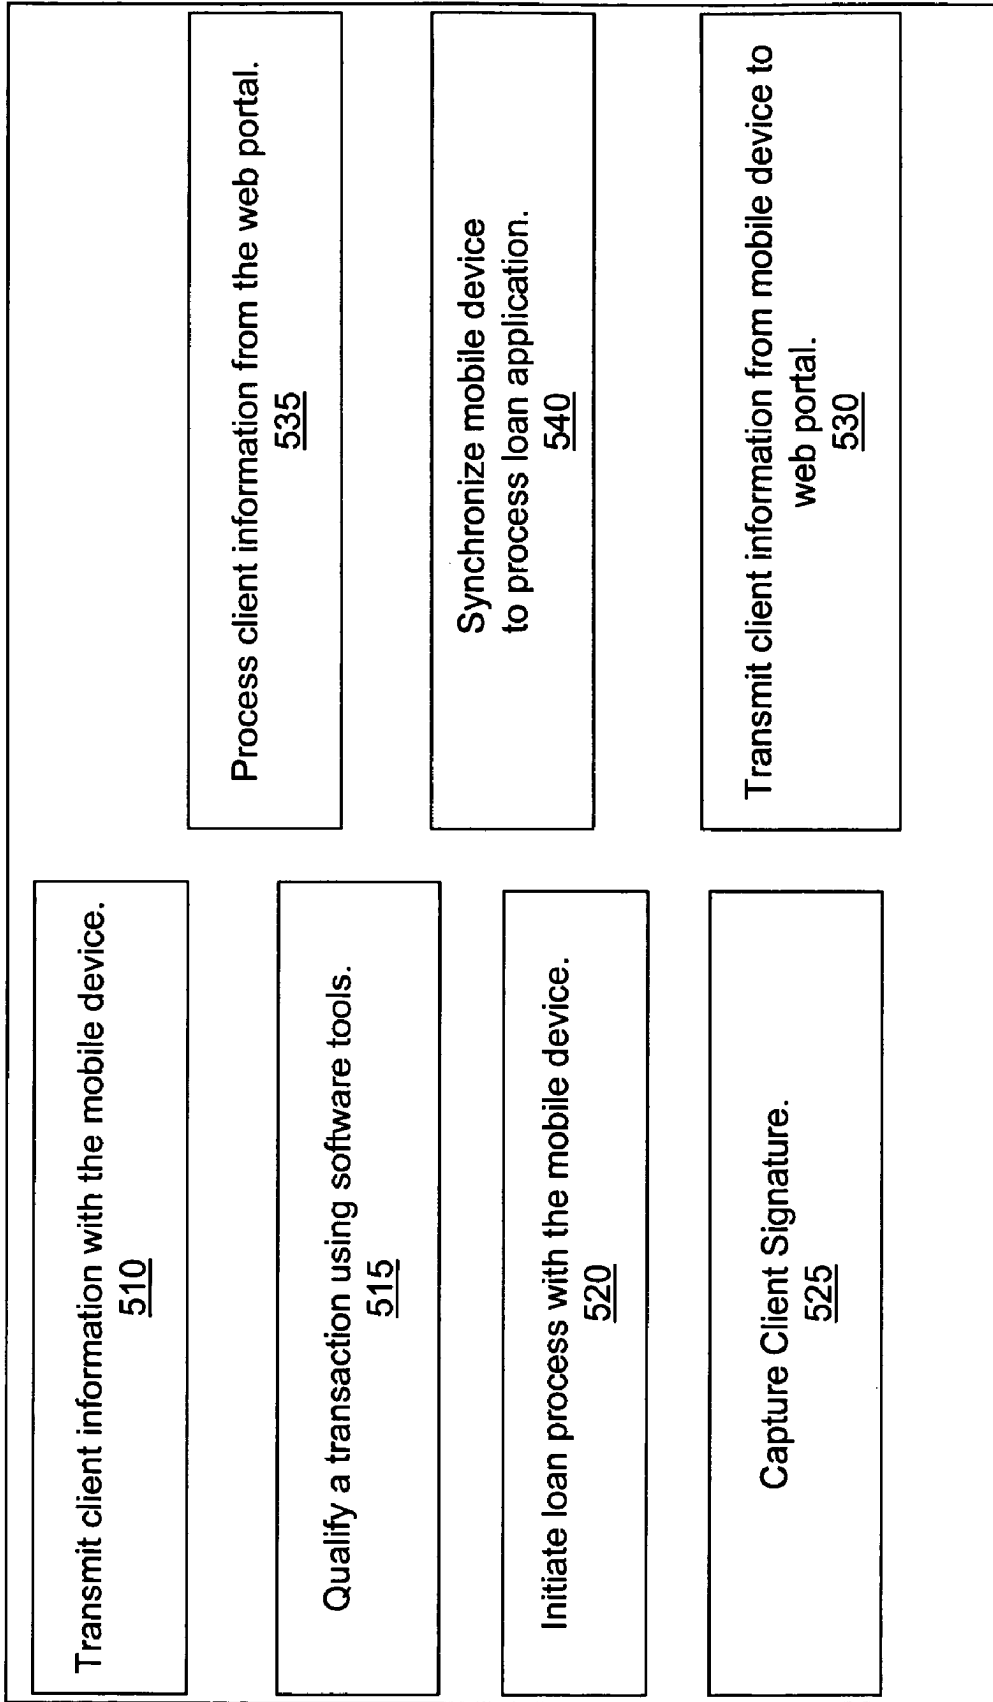 Transmit client information with the mobile device.
510
Qualify a transaction using software tools.
515
Initiate loan process with the mobile device.
520
Capture Client Signature.
525
Process client information from the web portal.
535
Synchronize mobile device
to process loan application.
540
Transmit client information from mobile device to
web portal.
530